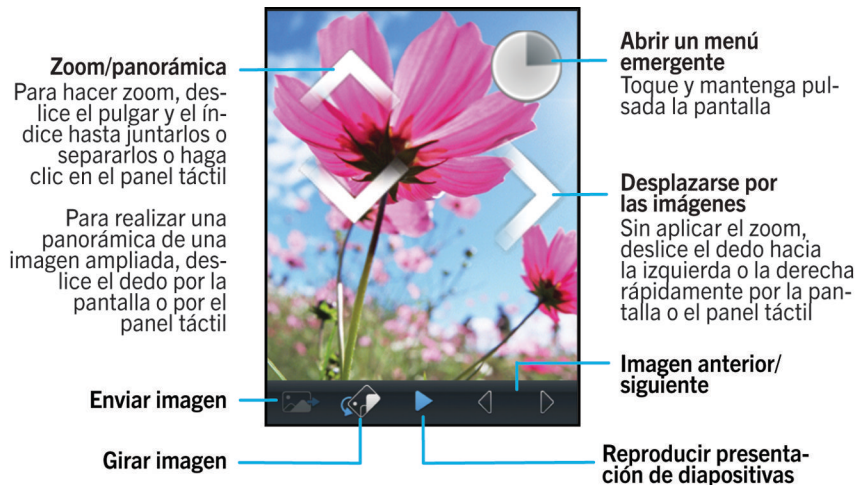 Zoom/panorámica
Para hacer zoom, des-
lice el pulgar y el ín-
dice hasta juntarlos o
separarlos o haga
clic en el panel táctil
Para realizar una
panorámica de una
imagen ampliada, des-
lice el dedo por la
pantalla o por el
panel táctil
Enviar imagen
Girar imagen
Abrir un menú
emergente
Toque y mantenga pul-
sada la pantalla
Desplazarse por
las imágenes
Sin aplicar el zoom,
deslice el dedo hacia
la izquierda o la derecha
rápidamente por la pan-
talla o el panel táctil
Imagen anterior/
siguiente
Reproducir presenta-
ción de diapositivas